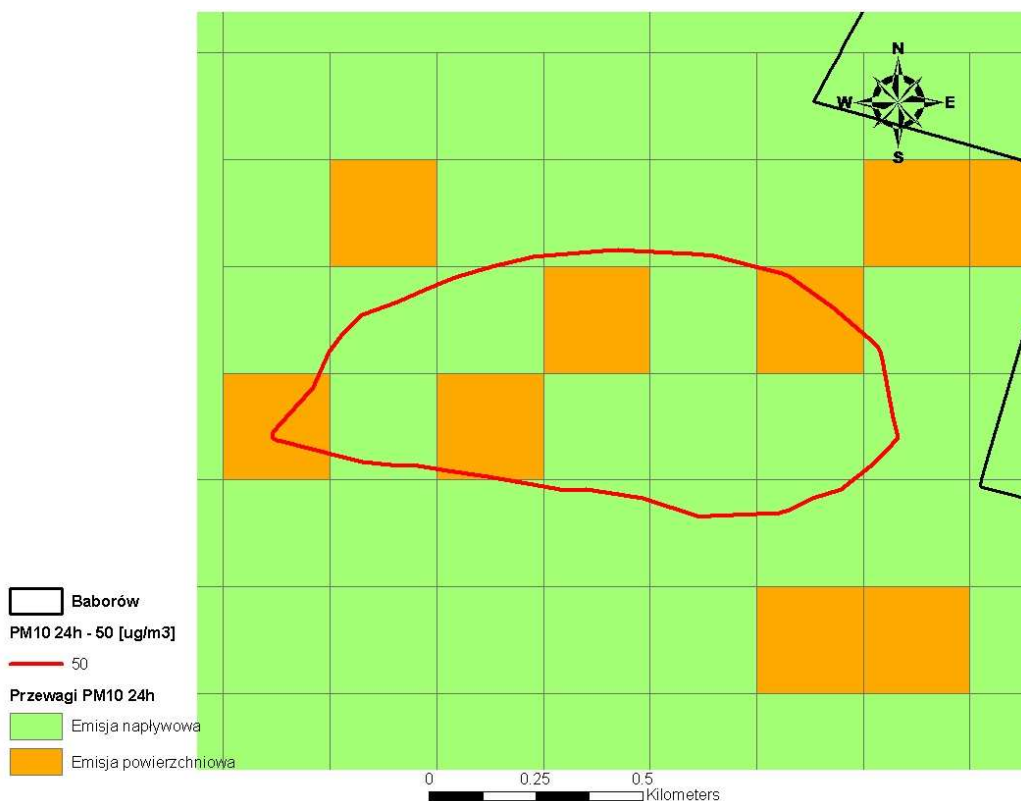 N
W E
S
Baborów
PM10 24h - 50 [ug/m3]
50
Przewagi PM10 24h
Emisja napływowa
Emisja powierzchniowa
0 0.25 0.5
Kilometers